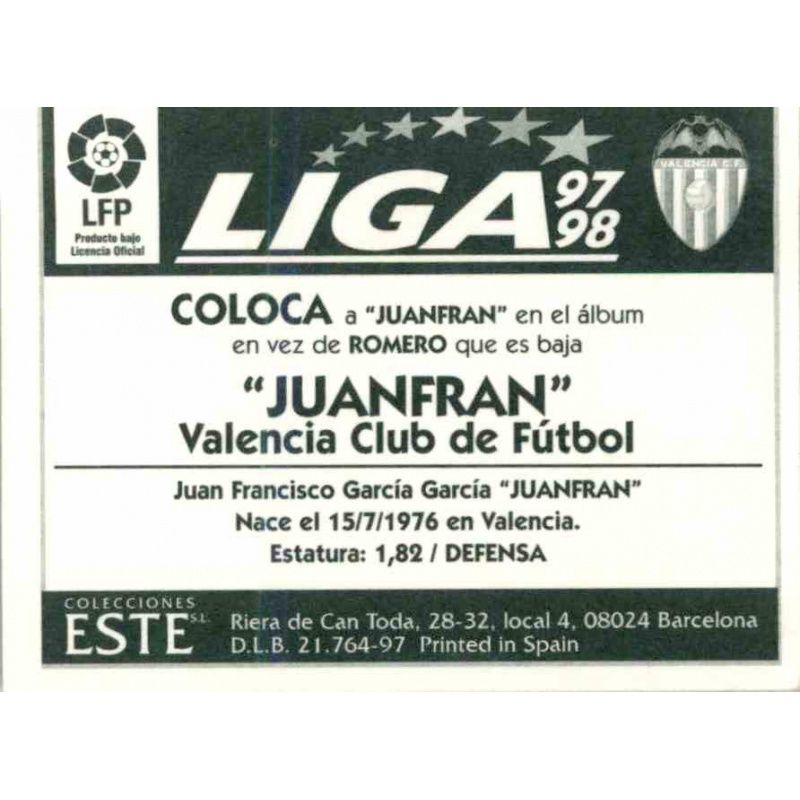 LFP
Producto bajo
Licencia Oficial
LIGA 97 98
VALENCIA C.F.
COLOCA a "JUANFRAN" en el álbum
en vez de ROMERO que es baja
"JUANFRAN"
Valencia Club de Fútbol
Juan Francisco García García "JUANFRAN"
Nace el 15/7/1976 en Valencia.
Estatura: 1,82 / DEFENSA
COLECCIONES
ESTE S.L.
Riera de Can Toda, 28-32, local 4, 08024 Barcelona
D.L.B. 21.764-97 Printed in Spain